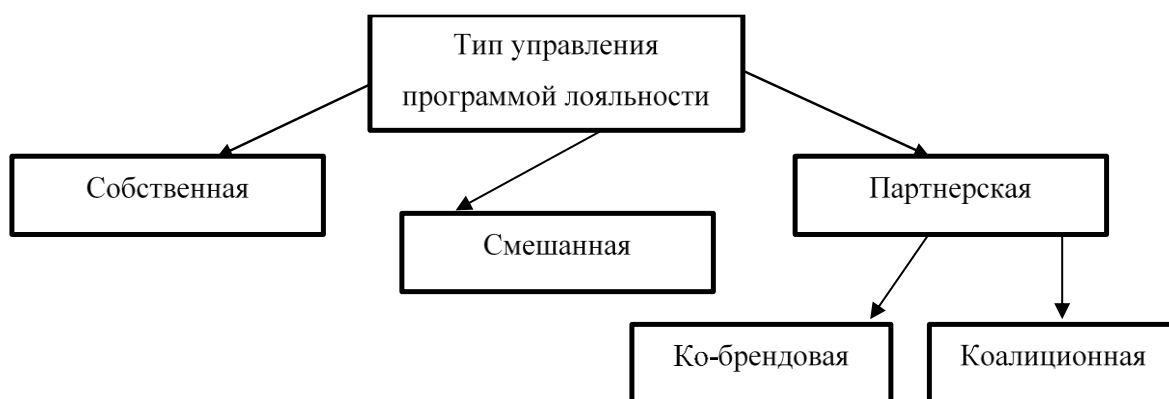 Тип управления
программой лояльности
Собственная
Смешанная
Партнерская
Ко-брендовая
Коалиционная